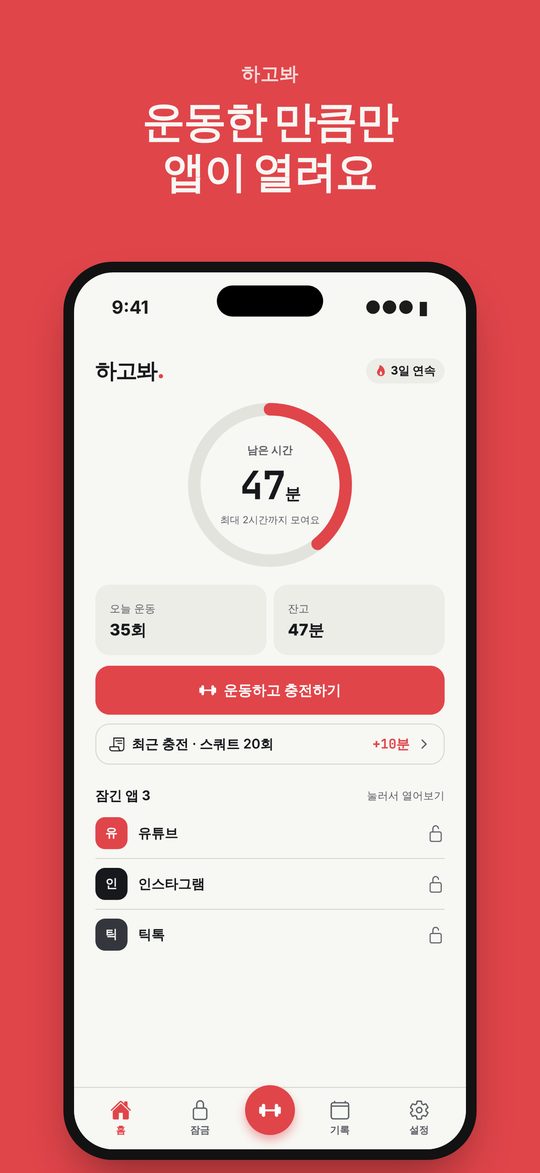 하고봐
운동한 만큼만
앱이 열려요
9:41
하고봐.
3일 연속
남은 시간
47분
최대 2시간까지 모여요
오늘 운동
35회
잔고
47분
운동하고 충전하기
최근 충전 · 스쿼트 20회
+10분
잠긴 앱 3
눌러서 열어보기
유
유튜브
인
인스타그램
틱
틱톡
홈
잠금
기록
설정